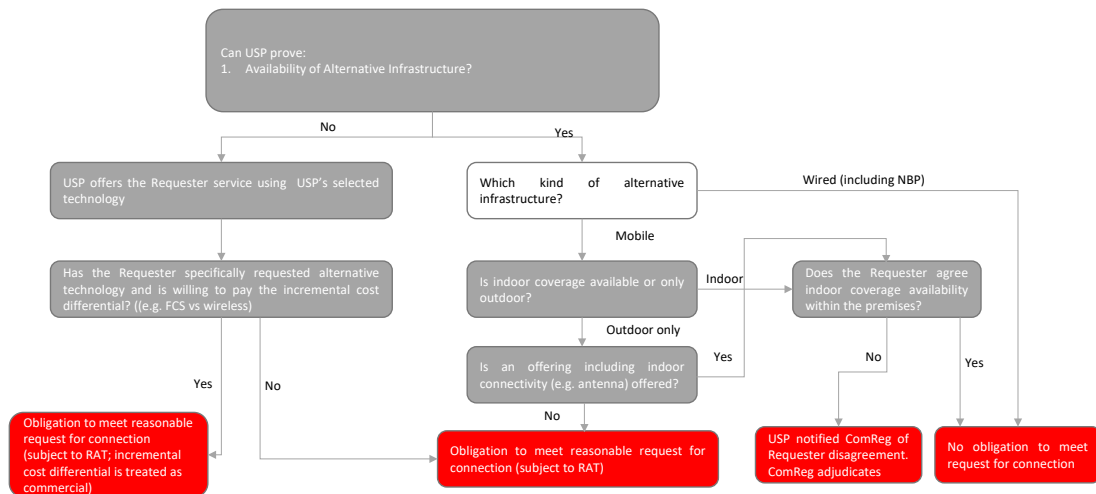 Can USP prove:
1. Availability of Alternative Infrastructure?
No
Yes
USP offers the Requester service using USP's selected
technology
Which kind of alternative
infrastructure?
Wired (including NBP)
Mobile
Has the Requester specifically requested alternative
technology and is willing to pay the incremental cost
differential? ((e.g. FCS vs wireless)
Is indoor coverage available or only
outdoor?
Indoor
Does the Requester agree
indoor coverage availability
within the premises?
Outdoor only
Is an offering including indoor
connectivity (e.g. antenna) offered?
Yes
No
Yes
Yes
No
No
Obligation to meet reasonable
request for connection
(subject to RAT; incremental
cost differential is treated as
commercial)
Obligation to meet reasonable request for
connection (subject to RAT)
USP notified ComReg of
Requester disagreement.
ComReg adjudicates
No obligation to meet
request for connection